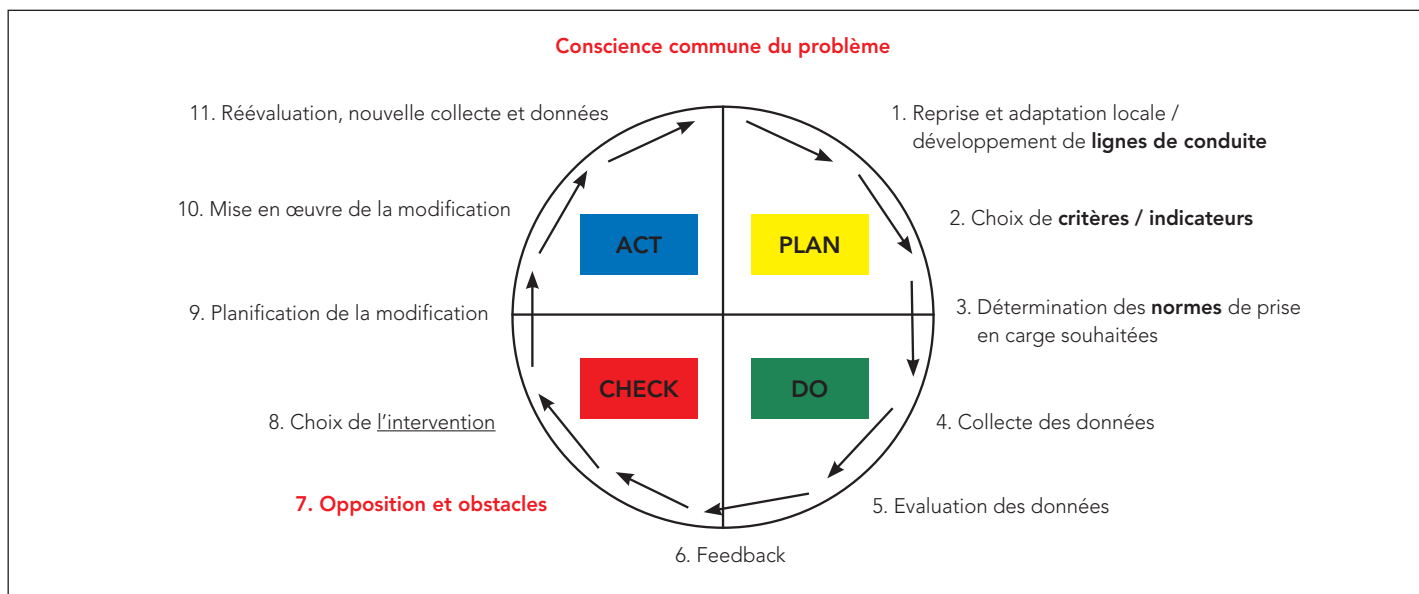 Conscience commune du problème
11. Réévaluation, nouvelle collecte et données
1. Reprise et adaptation locale /
développement de lignes de conduite
10. Mise en œuvre de la modification
2. Choix de critères / indicateurs
ACT
PLAN
9. Planification de la modification
3. Détermination des normes de prise
en carge souhaitées
CHECK
DO
8. Choix de l’intervention
4. Collecte des données
7. Opposition et obstacles
5. Evaluation des données
6. Feedback